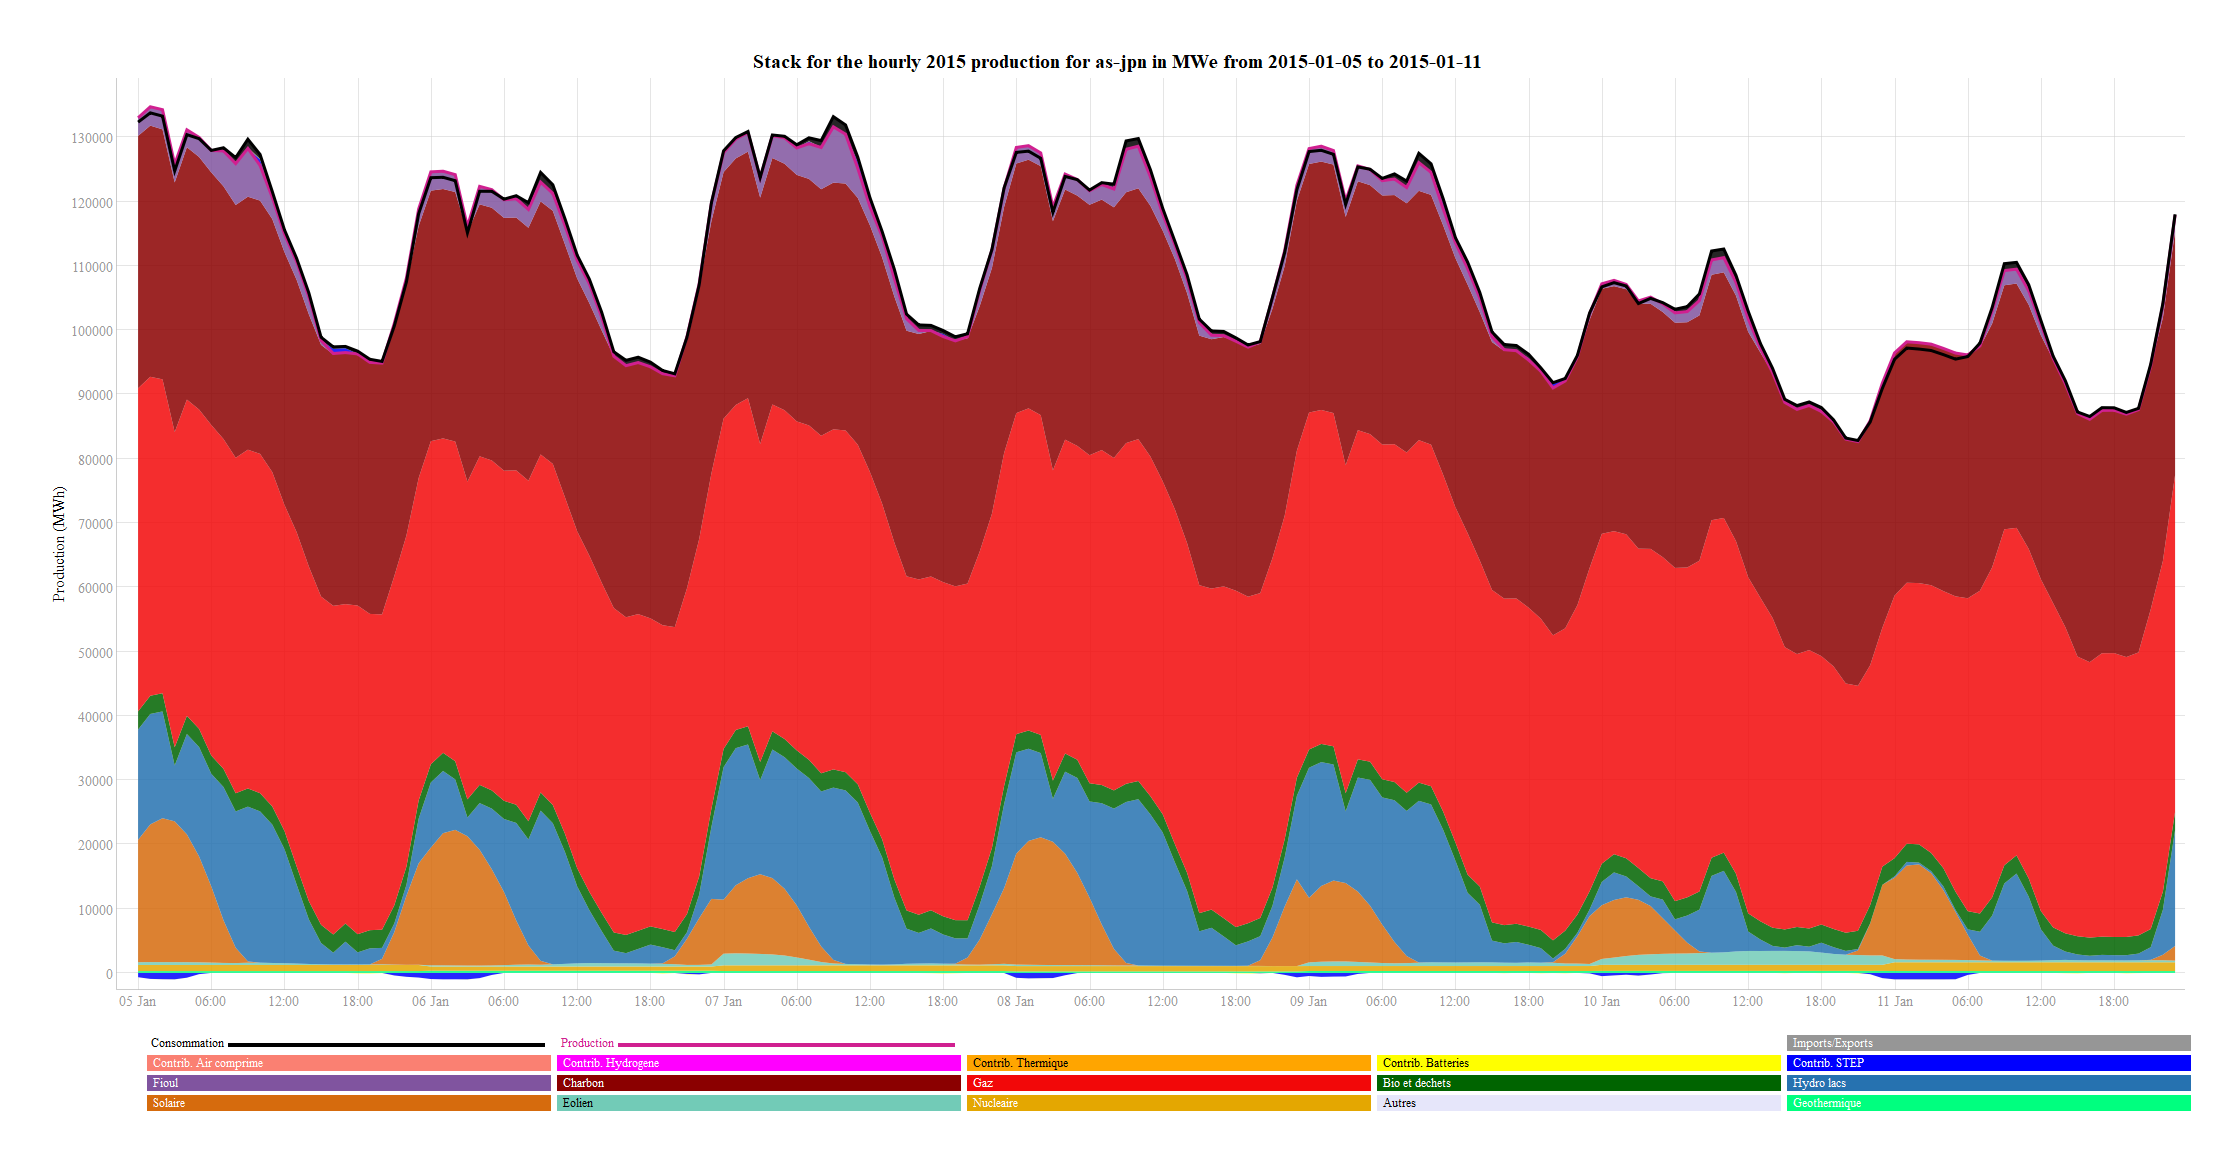 Stack for the hourly 2015 production for as-jpn in MWe from 2015-01-05 to 2015-01-11
Production (MWh)
130000
120000
110000
100000
90000
80000
70000
60000
50000
40000
30000
20000
10000
0
05 Jan 06:00 12:00 18:00 06 Jan 06:00 12:00 18:00 07 Jan 06:00 12:00 18:00 08 Jan 06:00 12:00 18:00 09 Jan 06:00 12:00 18:00 10 Jan 06:00 12:00 18:00 11 Jan 06:00 12:00 18:00
Consommation Production Imports/Exports
Contrib. Air comprime Contrib. Hydrogene Contrib. Thermique Contrib. Batteries Contrib. STEP
Fioul Charbon Gaz Bio et dechets Hydro lacs
Solaire Eolien Nucleaire Autres Geothermique